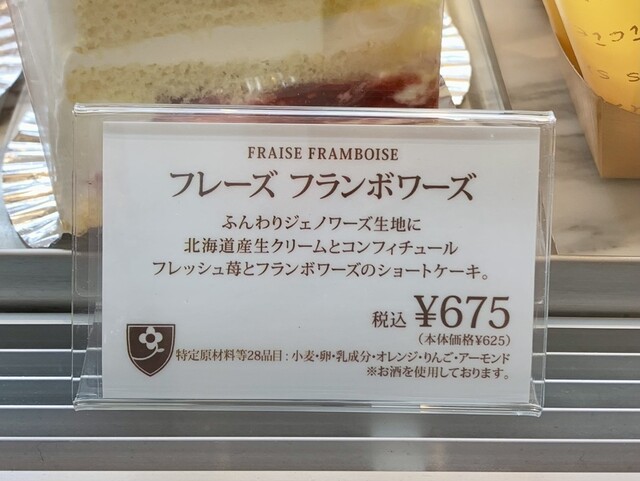 FRAISE FRAMBOISE
フレーズ フランボワーズ
ふんわりジェノワーズ生地に
北海道産生クリームとコンフィチュール
フレッシュ苺とフランボワーズのショートケーキ。
税込 ¥675
(本体価格¥625)
特定原材料等28品目:小麦・卵・乳成分・オレンジ・りんご・アーモンド
※お酒を使用しております。